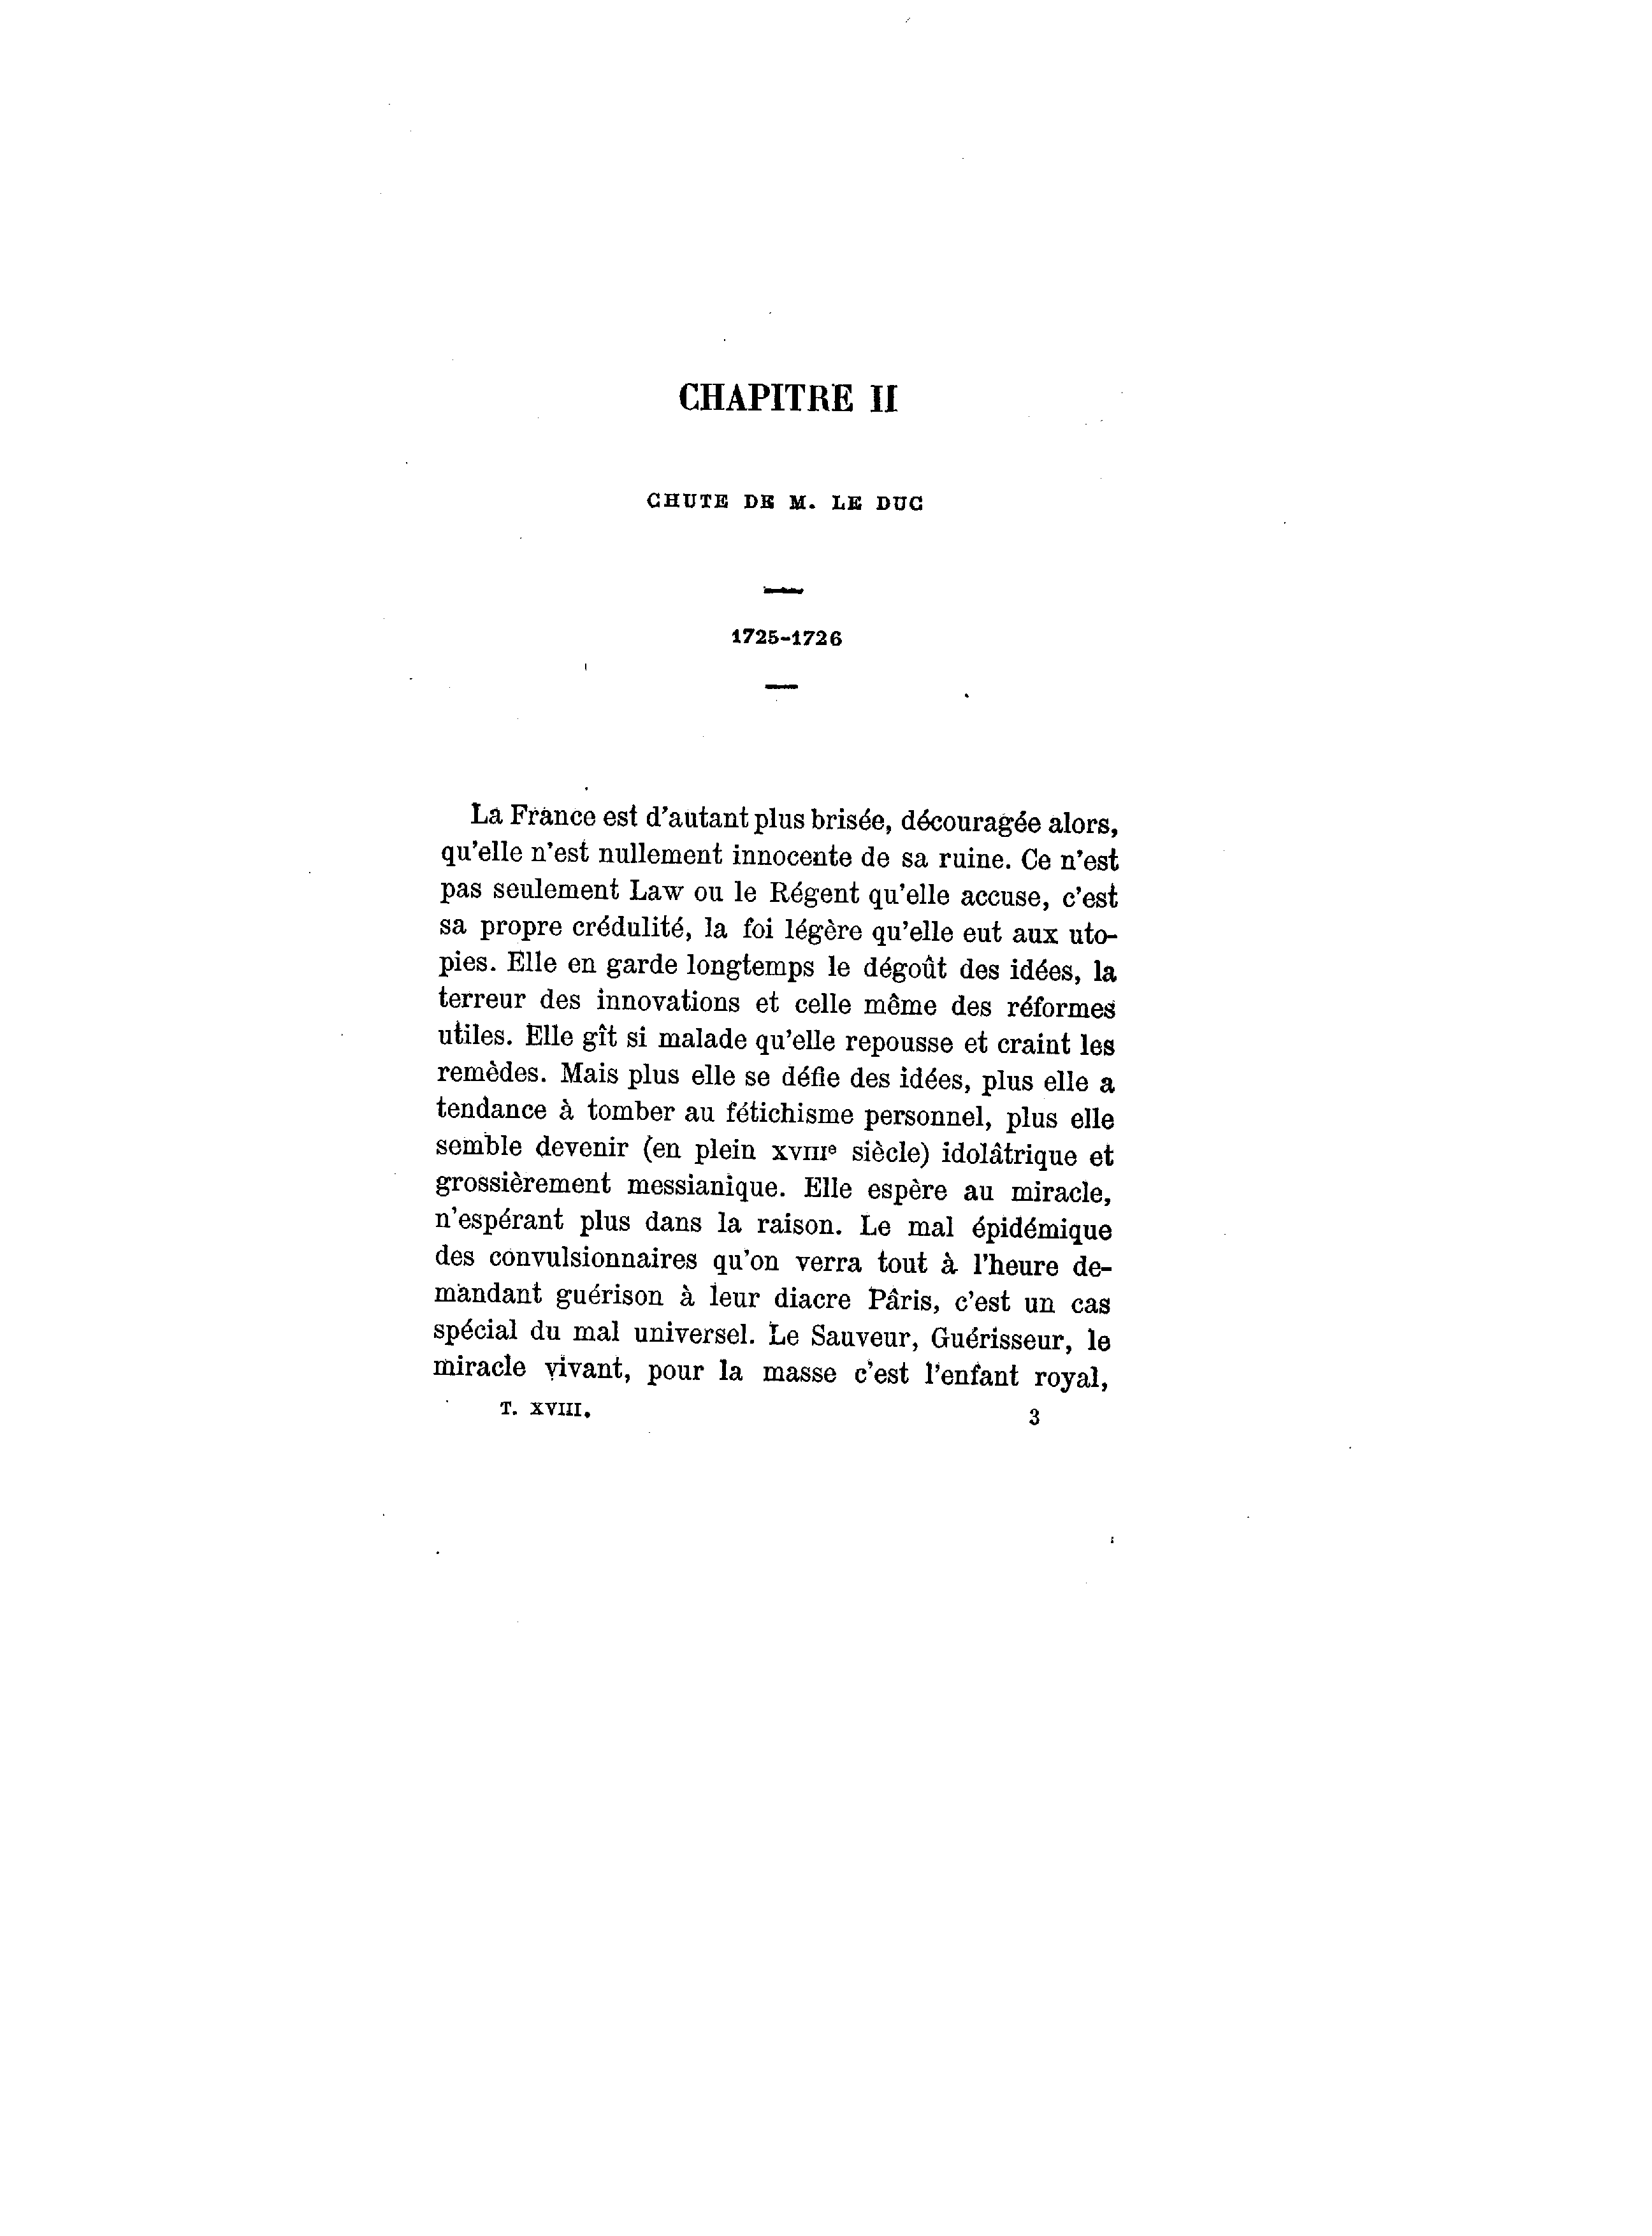 CHAPITRE II
CHUTE DE M. LE DUC
1725-1726
La France est d'autant plus brisée, découragée alors,
qu'elle n'est nullement innocente de sa ruine. Ce n'est
pas seulement Law ou le Régent qu'elle accuse, c'est
sa propre crédulité, la foi légère qu'elle eut aux uto-
pies. Elle en garde longtemps le dégoût des idées, la
terreur des innovations et celle même des réformes
utiles. Elle gît si malade qu'elle repousse et craint les
remèdes. Mais plus elle se défie des idées, plus elle a
tendance à tomber au fétichisme personnel, plus elle
semble devenir (en plein XVIIIe siècle) idolâtrique et
grossièrement messianique. Elle espère au miracle,
n'espérant plus dans la raison. Le mal épidémique
des convulsionnaires qu'on verra tout à l'heure de-
mandant guérison à leur diacre Pâris, c'est un cas
spécial du mal universel. Le Sauveur, Guérisseur, le
miracle vivant, pour la masse c'est l'enfant royal,
T. XVIII. 3